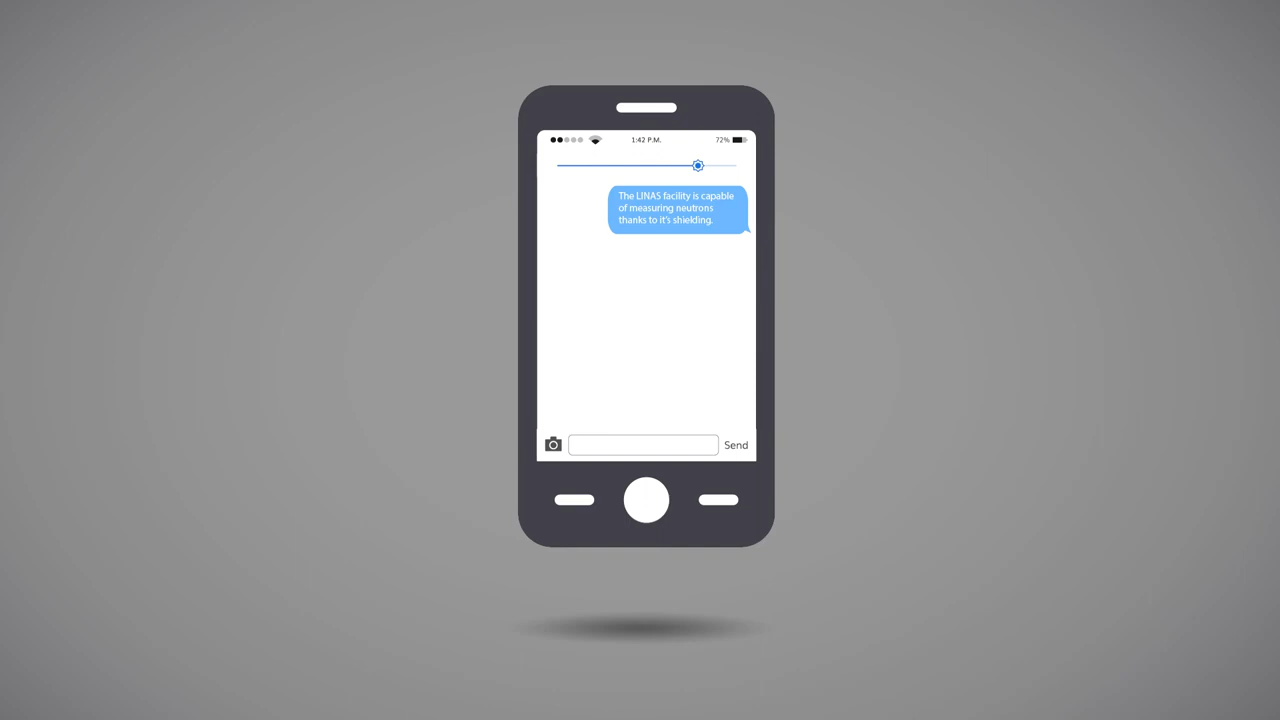 1:42 P.M. 72%
The LINAS facility is capable
of measuring neutrons
thanks to it's shielding.
Send